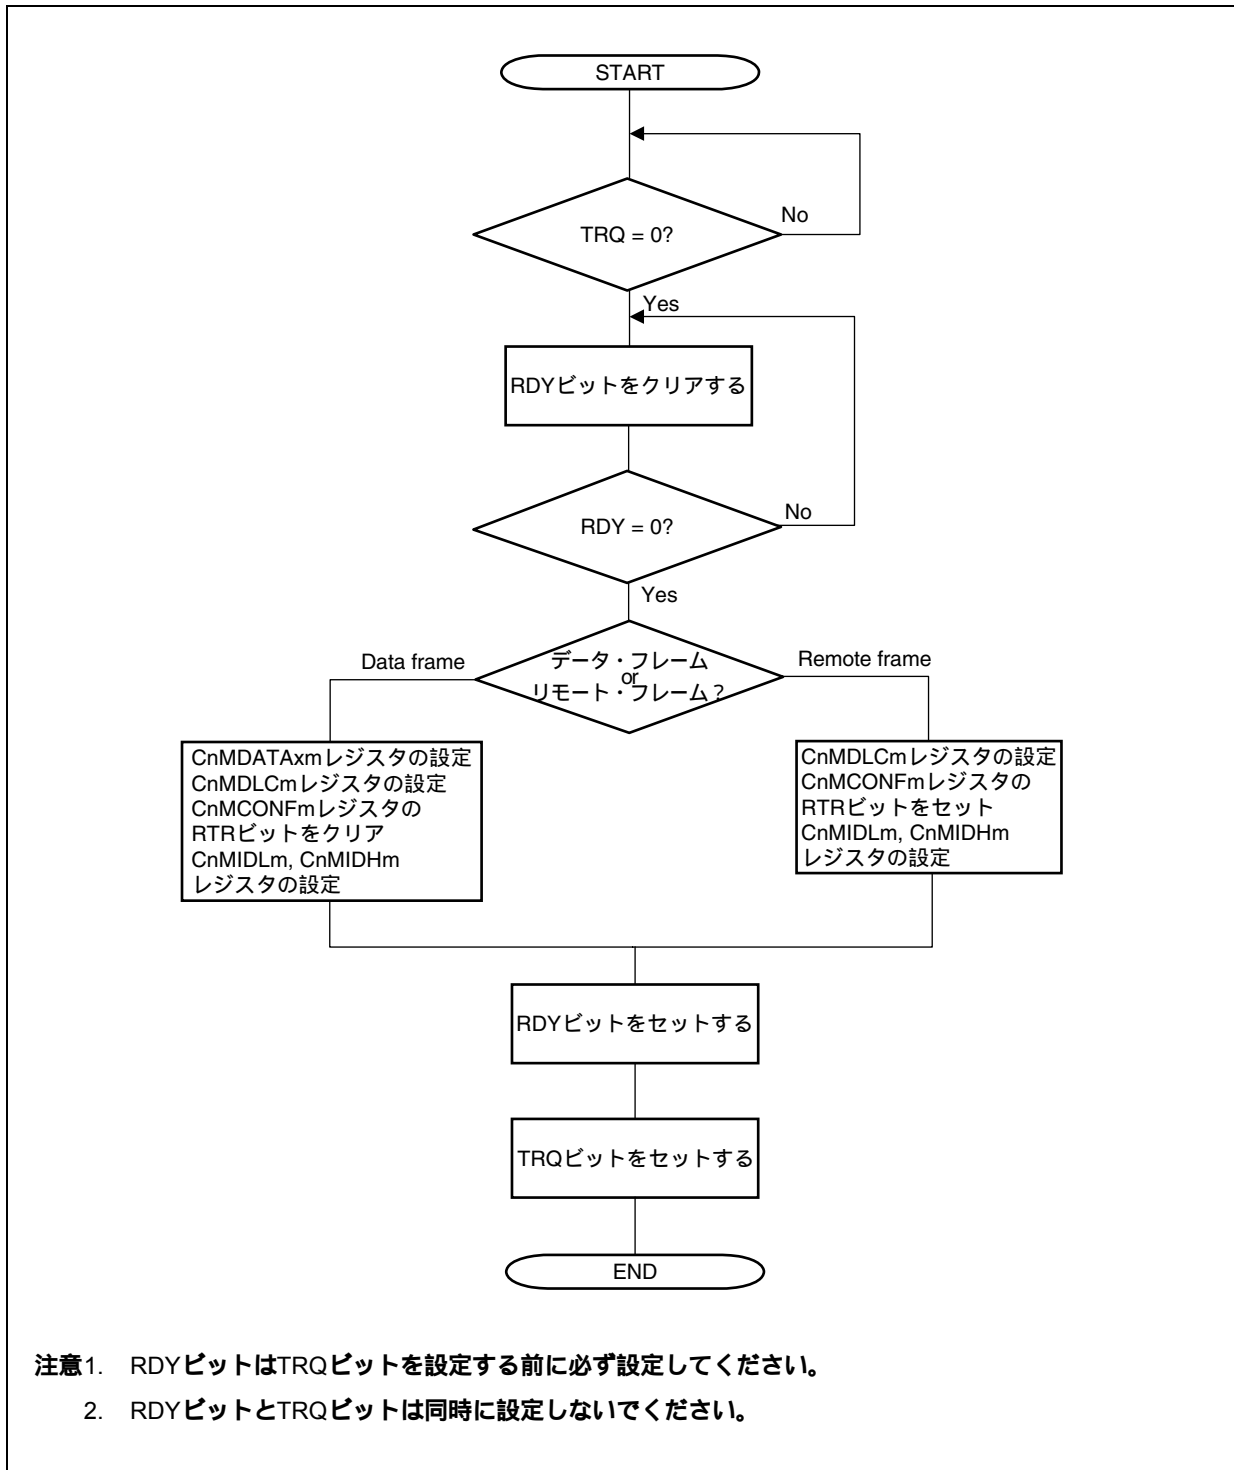 START
TRQ = 0?
No
Yes
RDYビットをクリアする
RDY = 0?
No
Yes
データ・フレーム
or
リモート・フレーム？
Data frame
Remote frame
CnMDATAxmレジスタの設定
CnMDLCmレジスタの設定
CnMCONFmレジスタの
RTRビットをクリア
CnMIDLm, CnMIDHm
レジスタの設定
CnMDLCmレジスタの設定
CnMCONFmレジスタの
RTRビットをセット
CnMIDLm, CnMIDHm
レジスタの設定
RDYビットをセットする
TRQビットをセットする
END
注意1. RDYビットはTRQビットを設定する前に必ず設定してください。
2. RDYビットとTRQビットは同時に設定しないでください。